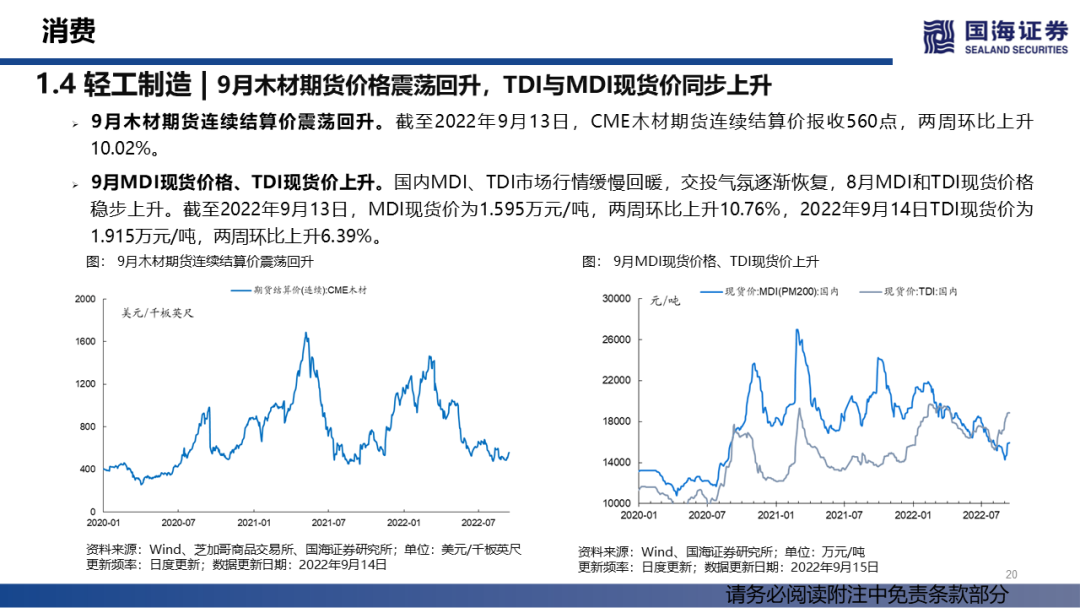 消费
国海证券
SEALAND SECURITIES
1.4 轻工制造 | 9月木材期货价格震荡回升，TDI与MDI现货价同步上升
➢ 9月木材期货连续结算价震荡回升。截至2022年9月13日，CME木材期货连续结算价报收560点，两周环比上升
10.02%。
➢ 9月MDI现货价格、TDI现货价上升。国内MDI、TDI市场行情缓慢回暖，交投气氛逐渐恢复，8月MDI和TDI现货价格
稳步上升。截至2022年9月13日，MDI现货价为1.595万元/吨，两周环比上升10.76%，2022年9月14日TDI现货价为
1.915万元/吨，两周环比上升6.39%。
图： 9月木材期货连续结算价震荡回升
期货结算价(连续):CME木材
美元/千板英尺
2000
1600
1200
800
400
0
2020-01 2020-07 2021-01 2021-07 2022-01 2022-07
资料来源：Wind、芝加哥商品交易所、国海证券研究所；单位：美元/千板英尺
更新频率：日度更新；数据更新日期：2022年9月14日
图： 9月MDI现货价格、TDI现货价上升
现货价:MDI(PM200):国内 现货价:TDI:国内
元/吨
30000
26000
22000
18000
14000
10000
2020-01 2020-07 2021-01 2021-07 2022-01 2022-07
资料来源：Wind、国海证券研究所；单位：万元/吨
更新频率：日度更新；数据更新日期：2022年9月15日
20
请务必阅读附注中免责条款部分